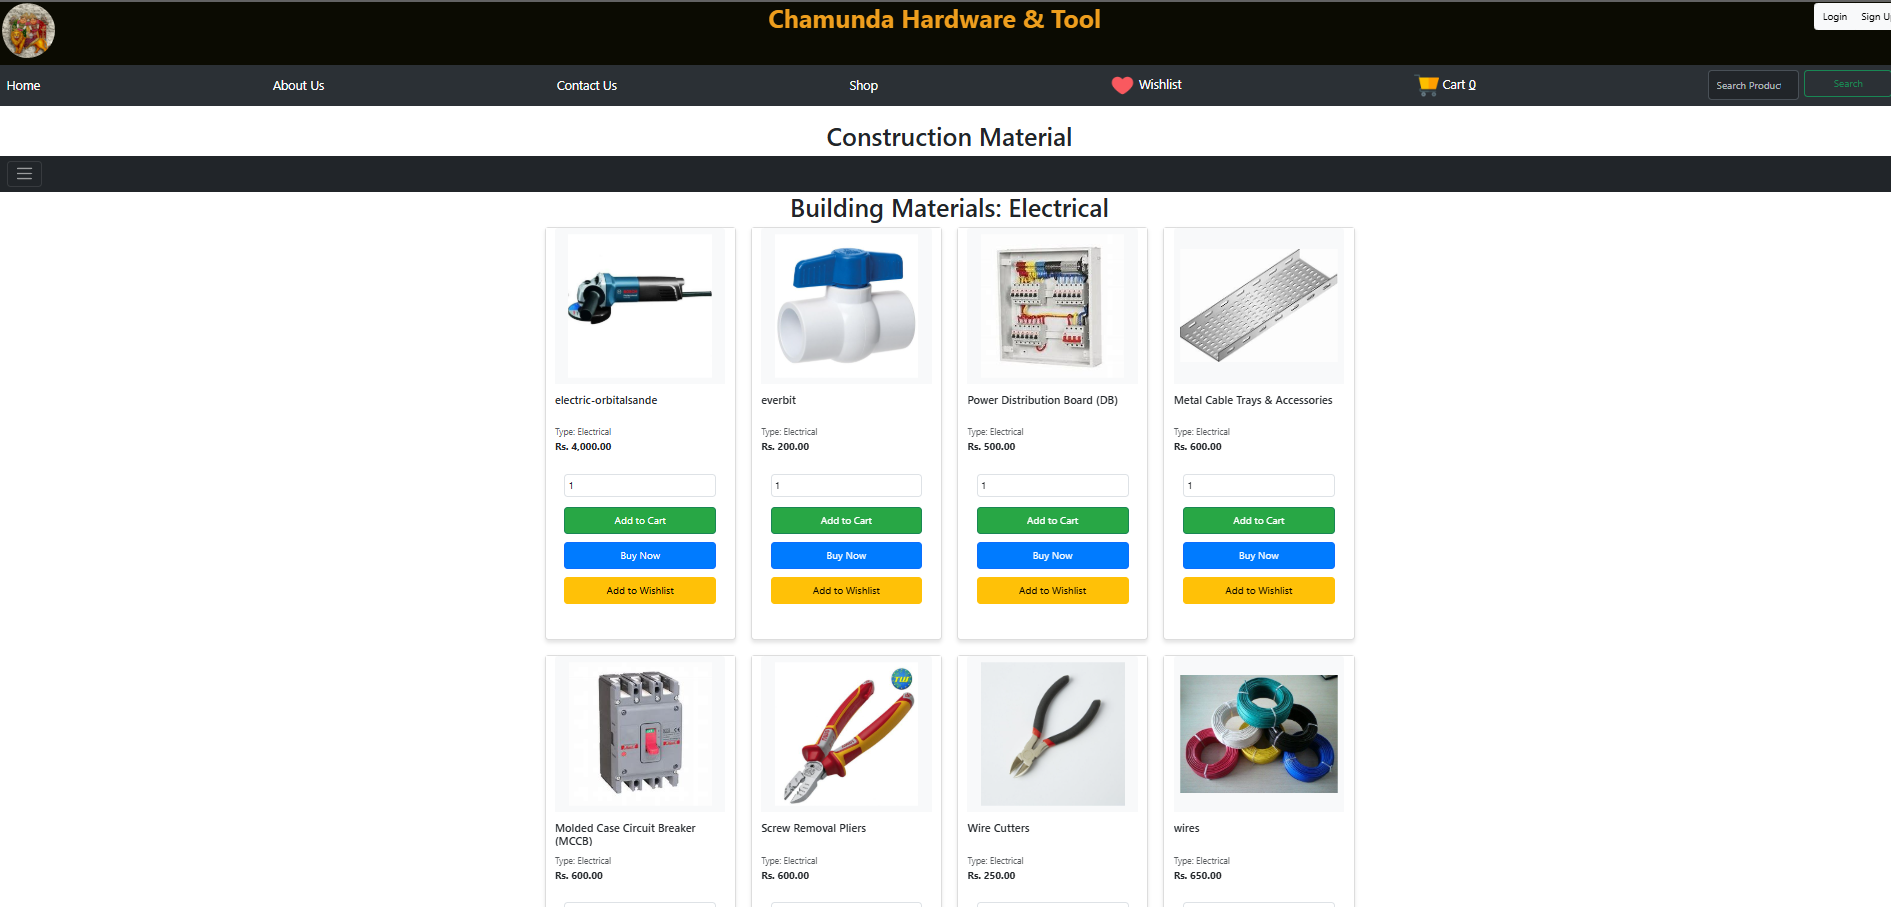 Chamunda Hardware & Tool
Login Sign U
Home About Us Contact Us Shop Wishlist Cart 0 Search Produc Search
Construction Material
Building Materials: Electrical
electric-orbitalsande everbit Power Distribution Board (DB) Metal Cable Trays & Accessories
Type: Electrical Type: Electrical Type: Electrical Type: Electrical
Rs. 4,000.00 Rs. 200.00 Rs. 500.00 Rs. 600.00
1 1 1 1
Add to Cart Add to Cart Add to Cart Add to Cart
Buy Now Buy Now Buy Now Buy Now
Add to Wishlist Add to Wishlist Add to Wishlist Add to Wishlist
Molded Case Circuit Breaker Screw Removal Pliers Wire Cutters wires
(MCCB)
Type: Electrical Type: Electrical Type: Electrical Type: Electrical
Rs. 600.00 Rs. 600.00 Rs. 250.00 Rs. 650.00